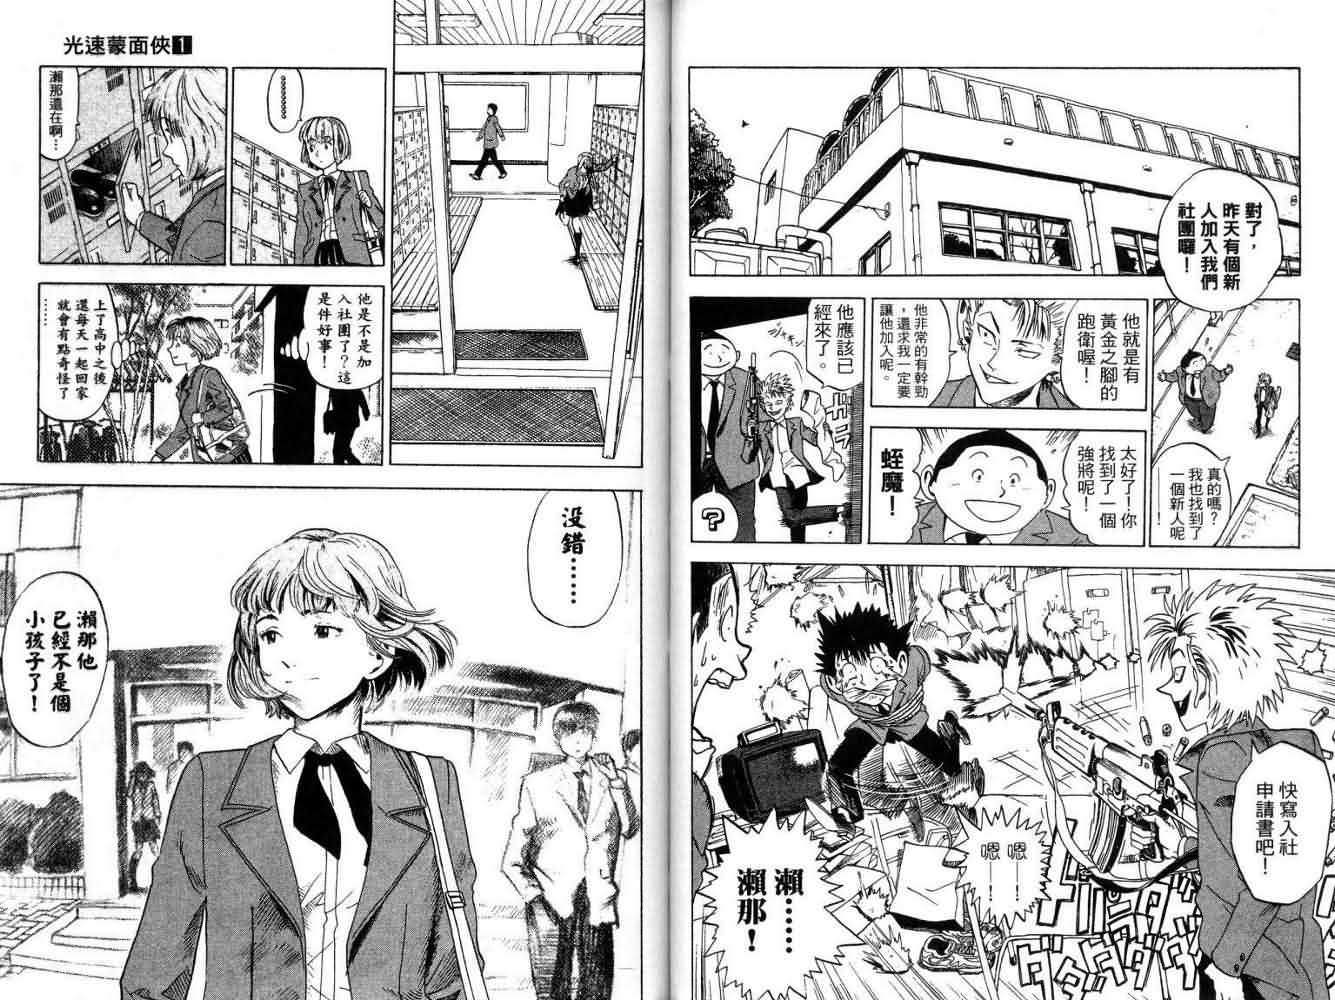 光速蒙面俠1
對了，
昨天有個新
人加入我們
社團囉！
真的嗎？
我也找到了
一個新人呢
！
他就是有
黃金之腳的
跑衛喔！
他非常的有幹勁
，還求我一定要
讓他加入呢。
太好了！你
找到了一個
強將呢！
蛭魔！
他應該已
經來了。
？
快寫入社
申請書吧！
嗯嗯
……！
瀨……
瀨那！
…………
瀨那還在啊…
他是不是加
入社團了？這
是件好事！
上了高中之後
還每天一起回家
就會有點奇怪了
……
沒錯……
瀨那他
已經不是個
小孩子了！